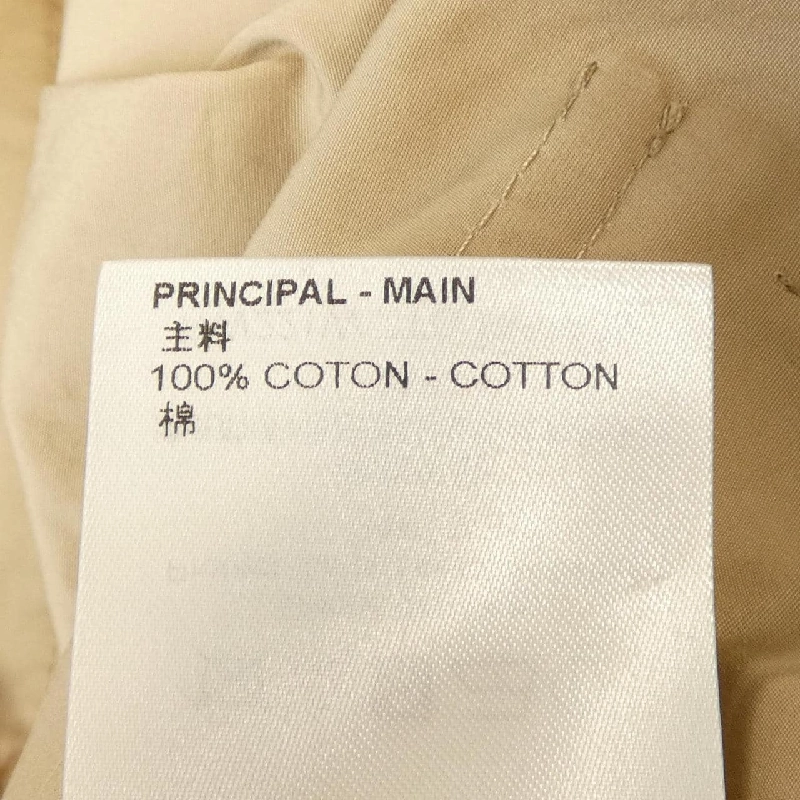 PRINCIPAL - MAIN
主料
100% COTON - COTTON
棉